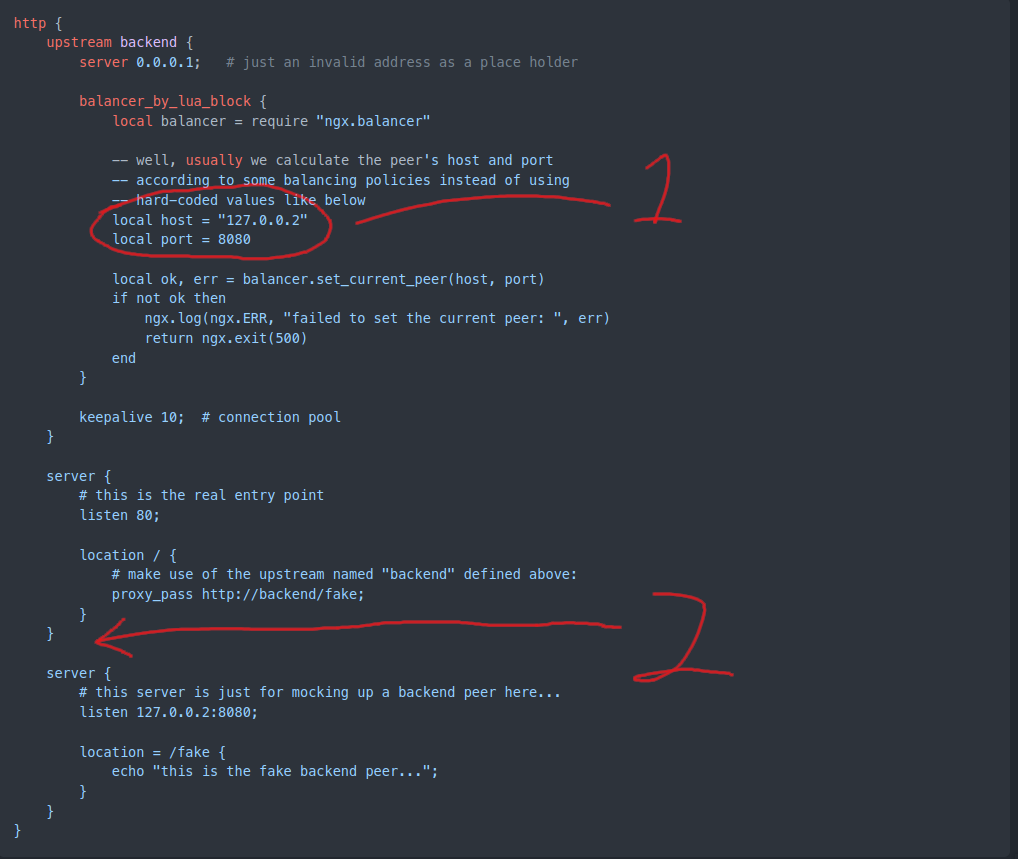 http {
    upstream backend {
        server 0.0.0.1;   # just an invalid address as a place holder
        balancer_by_lua_block {
            local balancer = require "ngx.balancer"
            -- well, usually we calculate the peer's host and port
            -- according to some balancing policies instead of using
            -- hard-coded values like below
            local host = "127.0.0.2"
            local port = 8080
1
            local ok, err = balancer.set_current_peer(host, port)
            if not ok then
                ngx.log(ngx.ERR, "failed to set the current peer: ", err)
                return ngx.exit(500)
            end
        }
        keepalive 10;  # connection pool
    }
    server {
        # this is the real entry point
        listen 80;
        location / {
            # make use of the upstream named "backend" defined above:
            proxy_pass http://backend/fake;
        }
    }
2
    server {
        # this server is just for mocking up a backend peer here...
        listen 127.0.0.2:8080;
        location = /fake {
            echo "this is the fake backend peer...";
        }
    }
}